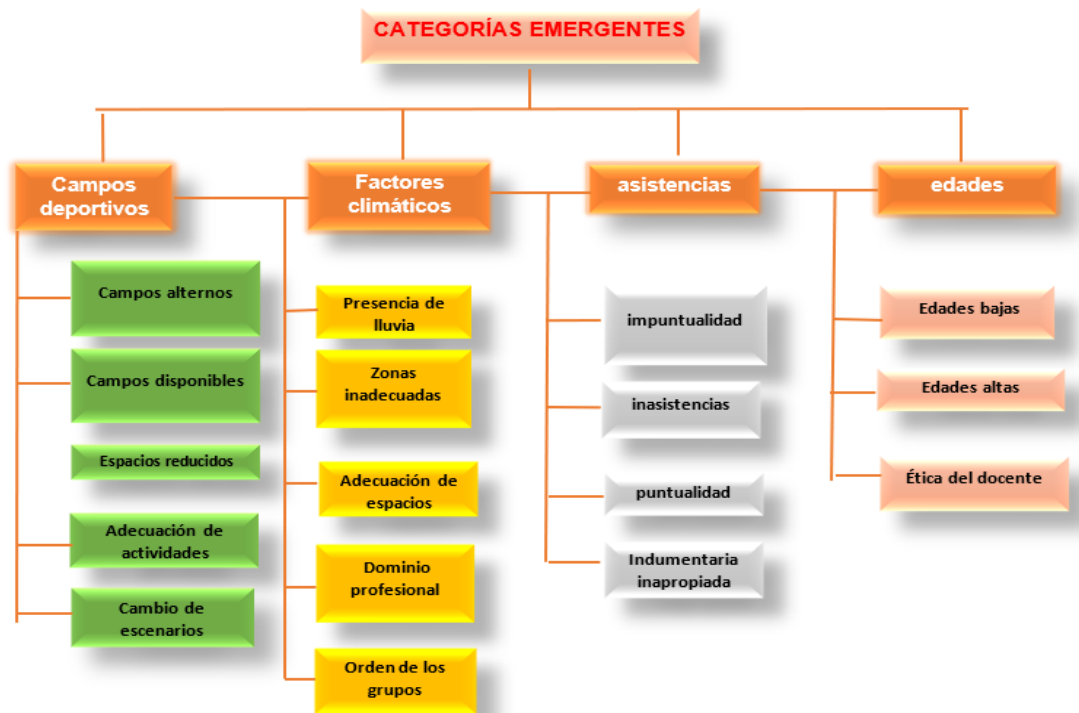 CATEGORÍAS EMERGENTES
Campos
deportivos
Factores
climáticos
asistencias
edades
Campos alternos
Campos disponibles
Espacios reducidos
Adecuación de
actividades
Cambio de
escenarios
Presencia de
lluvia
Zonas
inadecuadas
Adecuación de
espacios
Dominio
profesional
Orden de los
grupos
impuntualidad
inasistencias
puntualidad
Indumentaria
inapropiada
Edades bajas
Edades altas
Ética del docente